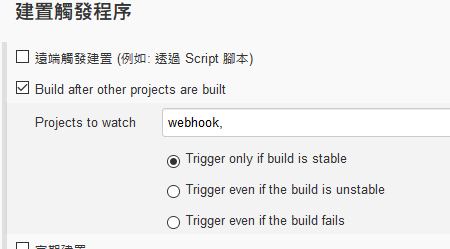 建置觸發程序
遠端觸發建置 (例如: 透過 Script 腳本)
Build after other projects are built
Projects to watch
webhook,
Trigger only if build is stable
Trigger even if the build is unstable
Trigger even if the build fails